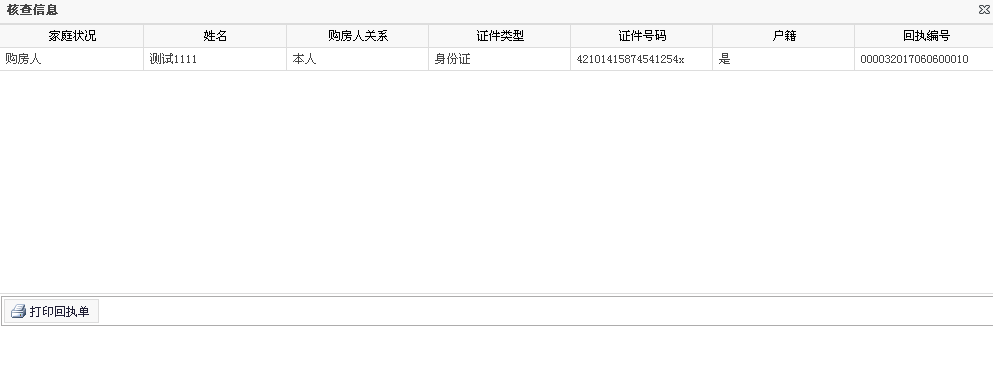 核查信息
家庭状况 姓名 购房人关系 证件类型 证件号码 户籍 回执编号
购房人 测试1111 本人 身份证 42101415874541254x 是 000032017060600010
打印回执单